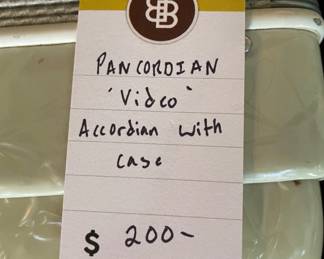 PANCORDIAN
"Video"
Accordian with
case
$ 200-